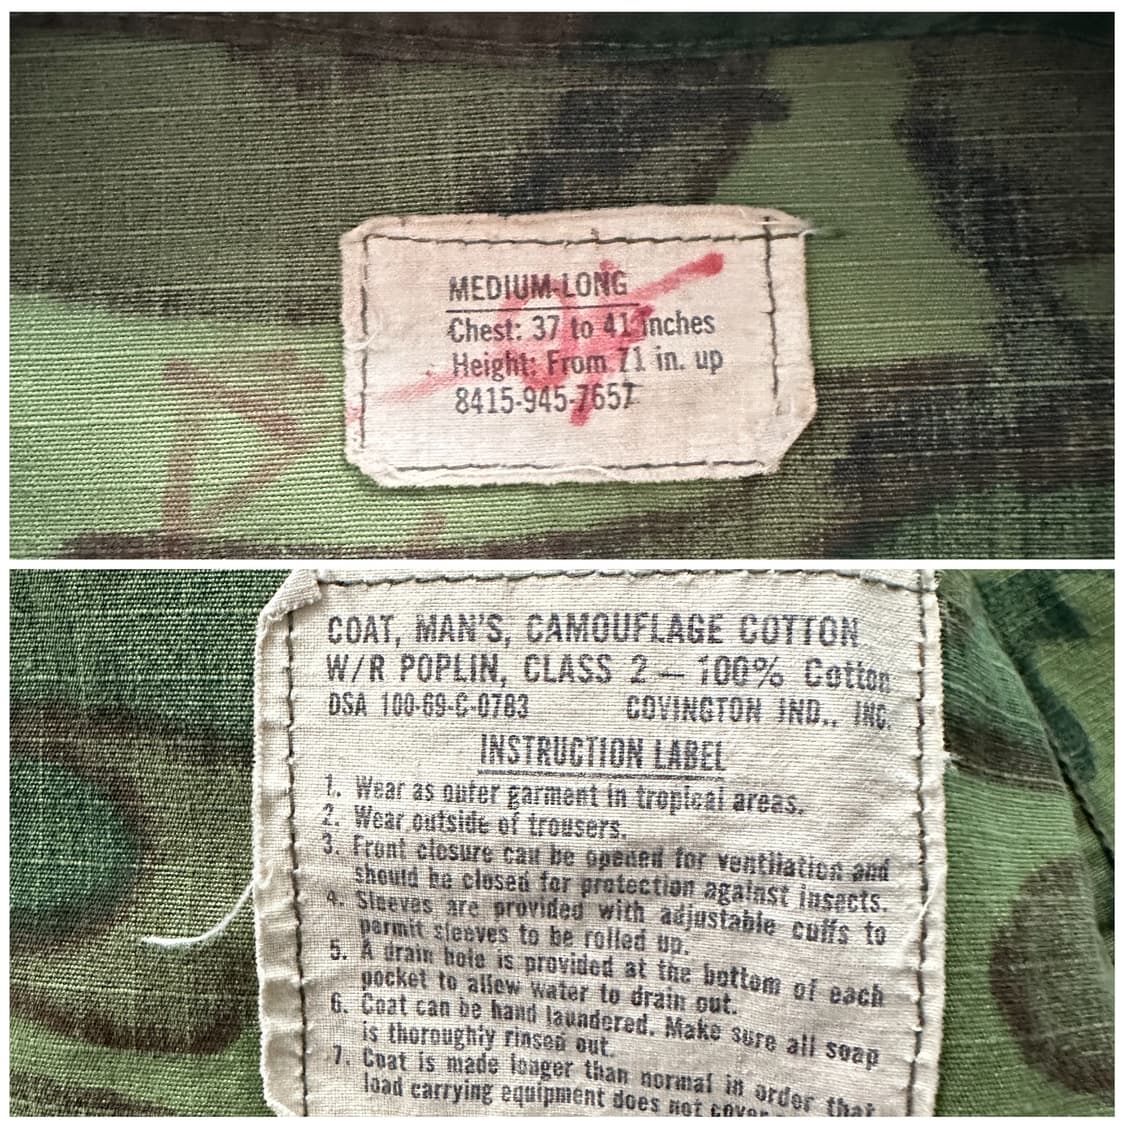 MEDIUM-LONG
Chest: 37 to 41 inches
Height: From 71 in. up
8415-945-7657
COAT, MAN'S, CAMOUFLAGE COTTON
W/R POPLIN, CLASS 2 — 100% Cotton
DSA 100-69-C-0783 COVINGTON IND., INC.
INSTRUCTION LABEL
1. Wear as outer garment in tropical areas.
2. Wear outside of trousers.
3. Front closure can be opened for ventilation and
should be closed for protection against insects.
4. Sleeves are provided with adjustable cuffs to
permit sleeves to be rolled up.
5. A drain hole is provided at the bottom of each
pocket to allow water to drain out.
6. Coat can be hand laundered. Make sure all soap
is thoroughly rinsed out.
7. Coat is made longer than normal in order that
load carrying equipment does not cover